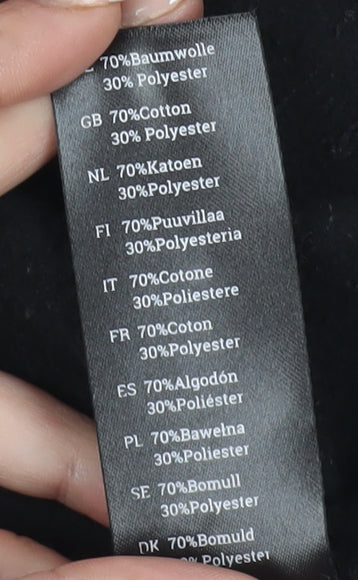 70%Baumwolle
30% Polyester
GB 70%Cotton
30% Polyester
NL 70%Katoen
30%Polyester
FI 70%Puuvillaa
30%Polyesteria
IT 70%Cotone
30%Poliestere
FR 70%Coton
30%Polyester
ES 70%Algodón
30%Poliéster
PL 70%Bawełna
30%Poliester
SE 70%Bomull
30%Polyester
DK 70%Bomuld
% Polyester